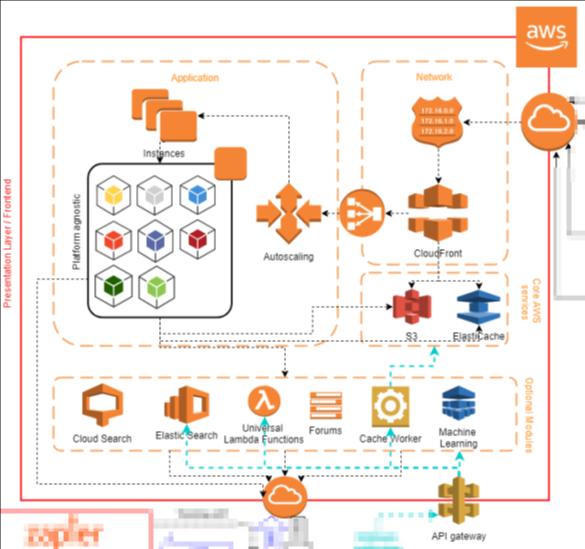 aws
Application
Network
172.16.0.0
172.16.1.0
172.16.2.0
Instances
Platform agnostic
Presentation Layer / Frontend
Autoscaling
CloudFront
Core AWS
services
S3
ElastiCache
Optional Modules
Cloud Search
Elastic Search
Universal
Lambda Functions
Forums
Cache Worker
Machine
Learning
API gateway
zapier